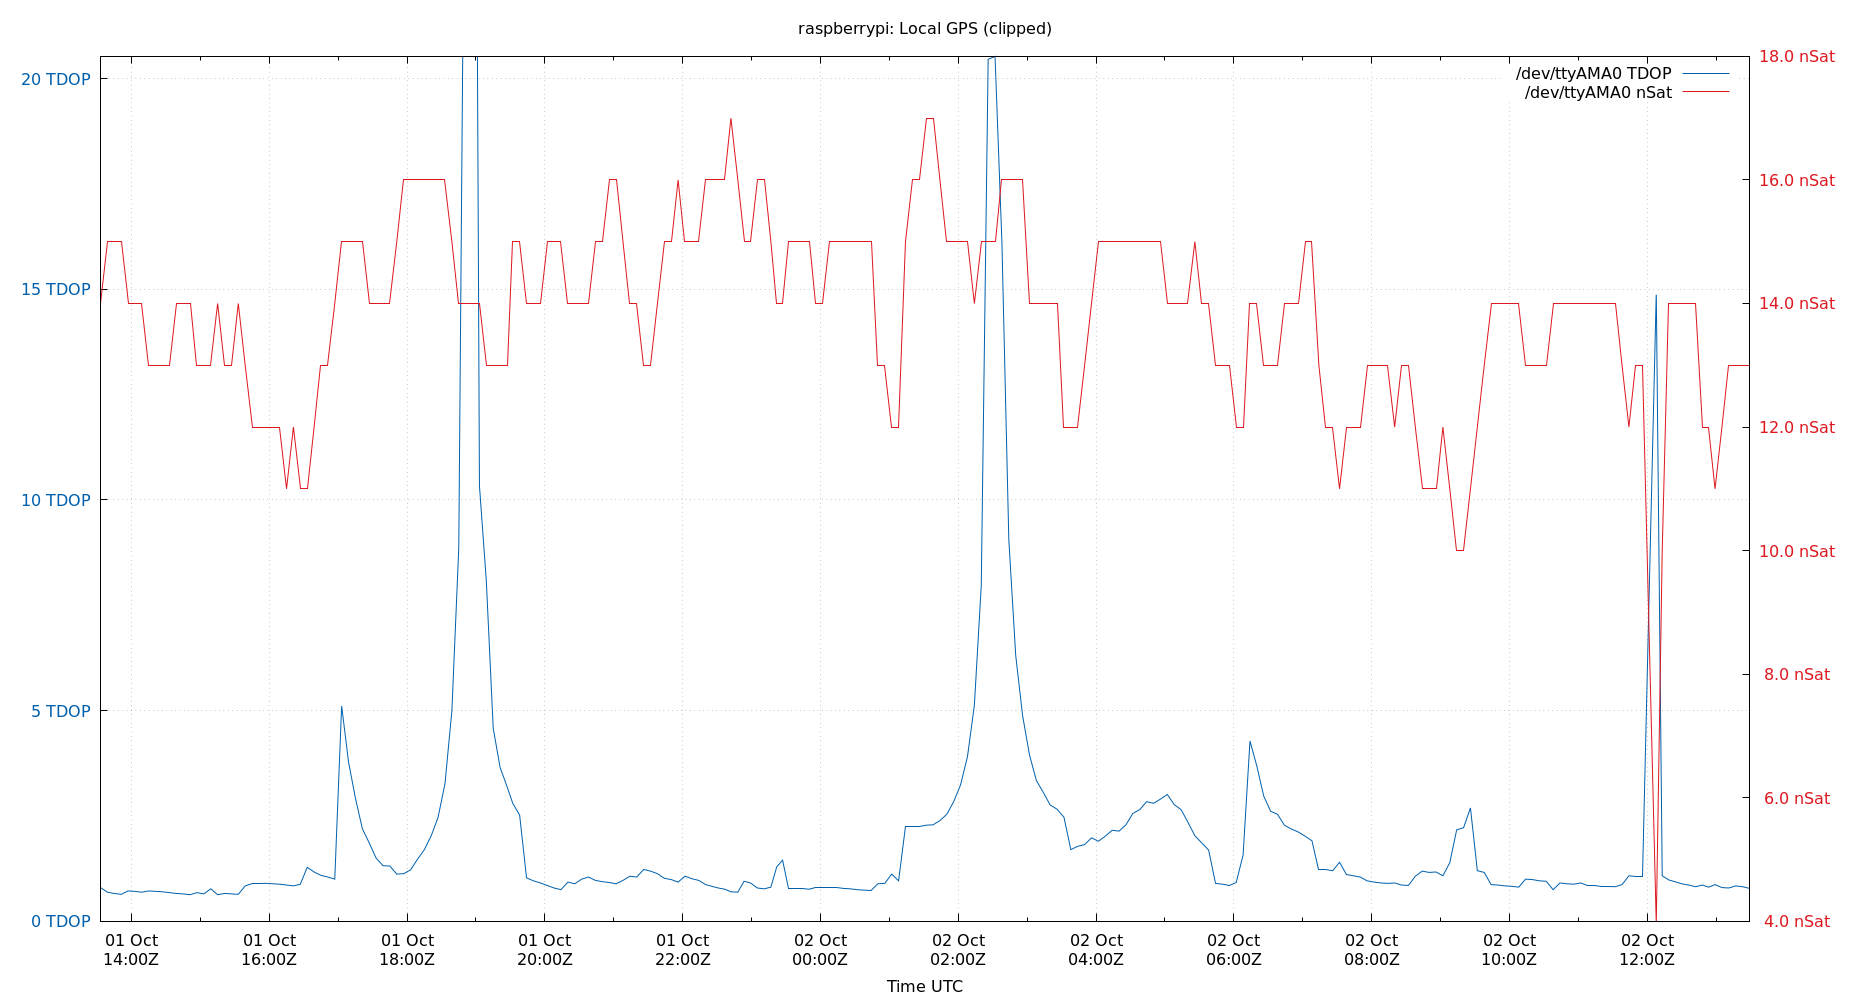 raspberrypi: Local GPS (clipped)
20 TDOP
15 TDOP
10 TDOP
5 TDOP
0 TDOP
18.0 nSat
16.0 nSat
14.0 nSat
12.0 nSat
10.0 nSat
8.0 nSat
6.0 nSat
4.0 nSat
/dev/ttyAMA0 TDOP
/dev/ttyAMA0 nSat
01 Oct 01 Oct 01 Oct 01 Oct 01 Oct 02 Oct 02 Oct 02 Oct 02 Oct 02 Oct 02 Oct 02 Oct
14:00Z 16:00Z 18:00Z 20:00Z 22:00Z 00:00Z 02:00Z 04:00Z 06:00Z 08:00Z 10:00Z 12:00Z
Time UTC